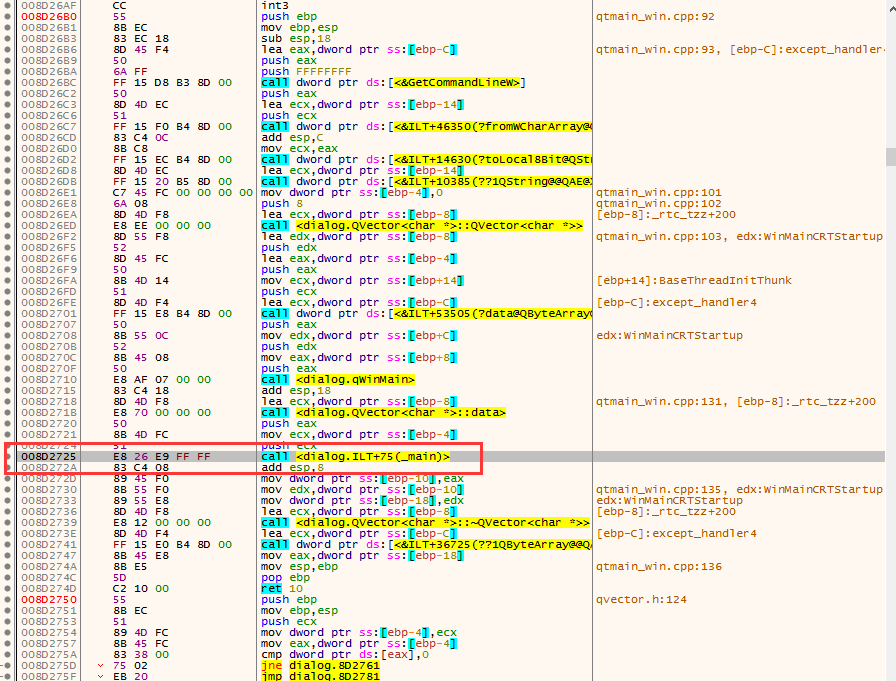 008D26AF CC int3
008D26B0 55 push ebp qtmain_win.cpp:92
008D26B1 8B EC mov ebp,esp
008D26B3 83 EC 18 sub esp,18
008D26B6 8D 45 F4 lea eax,dword ptr ss:[ebp-C] qtmain_win.cpp:93, [ebp-C]:except_handler4
008D26B9 50 push eax
008D26BA 6A FF push FFFFFFFF
008D26BC FF 15 D8 B3 8D 00 call dword ptr ds:[<&GetCommandLineW>]
008D26C2 50 push eax
008D26C3 8D 4D EC lea ecx,dword ptr ss:[ebp-14]
008D26C6 51 push ecx
008D26C7 FF 15 F0 B4 8D 00 call dword ptr ds:[<&ILT+46350(?fromWCharArray@
008D26CD 83 C4 0C add esp,C
008D26D0 8B C8 mov ecx,eax
008D26D2 FF 15 EC B4 8D 00 call dword ptr ds:[<&ILT+14630(?toLocal8Bit@QStr
008D26D8 8D 4D EC lea ecx,dword ptr ss:[ebp-14]
008D26DB FF 15 20 B5 8D 00 call dword ptr ds:[<&ILT+10385(??1QString@@QAE@X
008D26E1 C7 45 FC 00 00 00 00 mov dword ptr ss:[ebp-4],0 qtmain_win.cpp:101
008D26E8 6A 08 push 8 qtmain_win.cpp:102
008D26EA 8D 4D F8 lea ecx,dword ptr ss:[ebp-8] [ebp-8]:_rtc_tzz+200
008D26ED E8 EE 00 00 00 call <dialog.QVector<char *>::QVector<char *>>
008D26F2 8D 55 F8 lea edx,dword ptr ss:[ebp-8] qtmain_win.cpp:103, edx:WinMainCRTStartup
008D26F5 52 push edx
008D26F6 8D 45 FC lea eax,dword ptr ss:[ebp-4]
008D26F9 50 push eax
008D26FA 8B 4D 14 mov ecx,dword ptr ss:[ebp+14] [ebp+14]:BaseThreadInitThunk
008D26FD 51 push ecx
008D26FE 8D 4D F4 lea ecx,dword ptr ss:[ebp-C] [ebp-C]:except_handler4
008D2701 FF 15 E8 B4 8D 00 call dword ptr ds:[<&ILT+53505(?data@QByteArray@
008D2707 50 push eax
008D2708 8B 55 0C mov edx,dword ptr ss:[ebp+C] edx:WinMainCRTStartup
008D270B 52 push edx
008D270C 8B 45 08 mov eax,dword ptr ss:[ebp+8]
008D270F 50 push eax
008D2710 E8 AF 07 00 00 call <dialog.qWinMain>
008D2715 83 C4 18 add esp,18
008D2718 8D 4D F8 lea ecx,dword ptr ss:[ebp-8] qtmain_win.cpp:131, [ebp-8]:_rtc_tzz+200
008D271B E8 70 00 00 00 call <dialog.QVector<char *>::data>
008D2720 50 push eax
008D2721 8B 4D FC mov ecx,dword ptr ss:[ebp-4]
008D2724 51 push ecx
008D2725 E8 26 E9 FF FF call <dialog.ILT+75(_main)>
008D272A 83 C4 08 add esp,8
008D272D 89 45 F0 mov dword ptr ss:[ebp-10],eax
008D2730 8B 55 F0 mov edx,dword ptr ss:[ebp-10] qtmain_win.cpp:135, edx:WinMainCRTStartup
008D2733 89 55 E8 mov dword ptr ss:[ebp-18],edx edx:WinMainCRTStartup
008D2736 8D 4D F8 lea ecx,dword ptr ss:[ebp-8] [ebp-8]:_rtc_tzz+200
008D2739 E8 12 00 00 00 call <dialog.QVector<char *>::~QVector<char *>>
008D273E 8D 4D F4 lea ecx,dword ptr ss:[ebp-C] [ebp-C]:except_handler4
008D2741 FF 15 E0 B4 8D 00 call dword ptr ds:[<&ILT+36725(??1QByteArray@@QA
008D2747 8B 45 E8 mov eax,dword ptr ss:[ebp-18]
008D274A 8B E5 mov esp,ebp qtmain_win.cpp:136
008D274C 5D pop ebp
008D274D C2 10 00 ret 10
008D2750 55 push ebp qvector.h:124
008D2751 8B EC mov ebp,esp
008D2753 51 push ecx
008D2754 89 4D FC mov dword ptr ss:[ebp-4],ecx
008D2757 8B 45 FC mov eax,dword ptr ss:[ebp-4]
008D275A 83 38 00 cmp dword ptr ds:[eax],0
008D275D 75 02 jne dialog.8D2761
008D275F EB 20 jmp dialog.8D2781